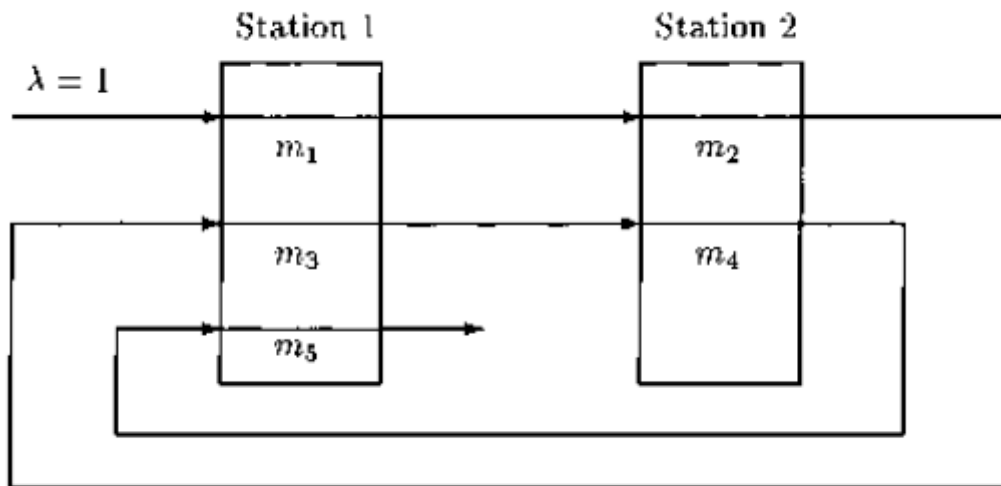 Station 1 Station 2
λ = 1
m₁ m₂
m₃ m₄
m₅